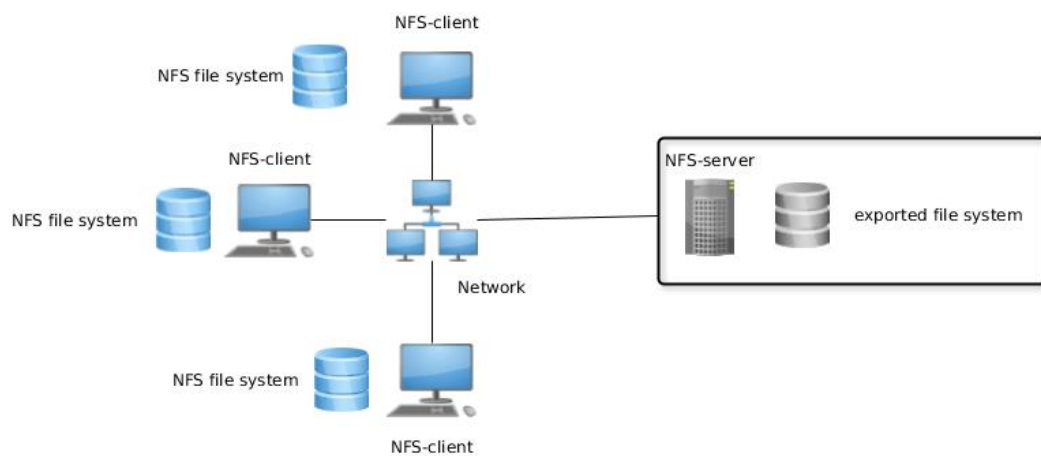 NFS-client
NFS file system
NFS-client
NFS-server
NFS file system
exported file system
Network
NFS file system
NFS-client